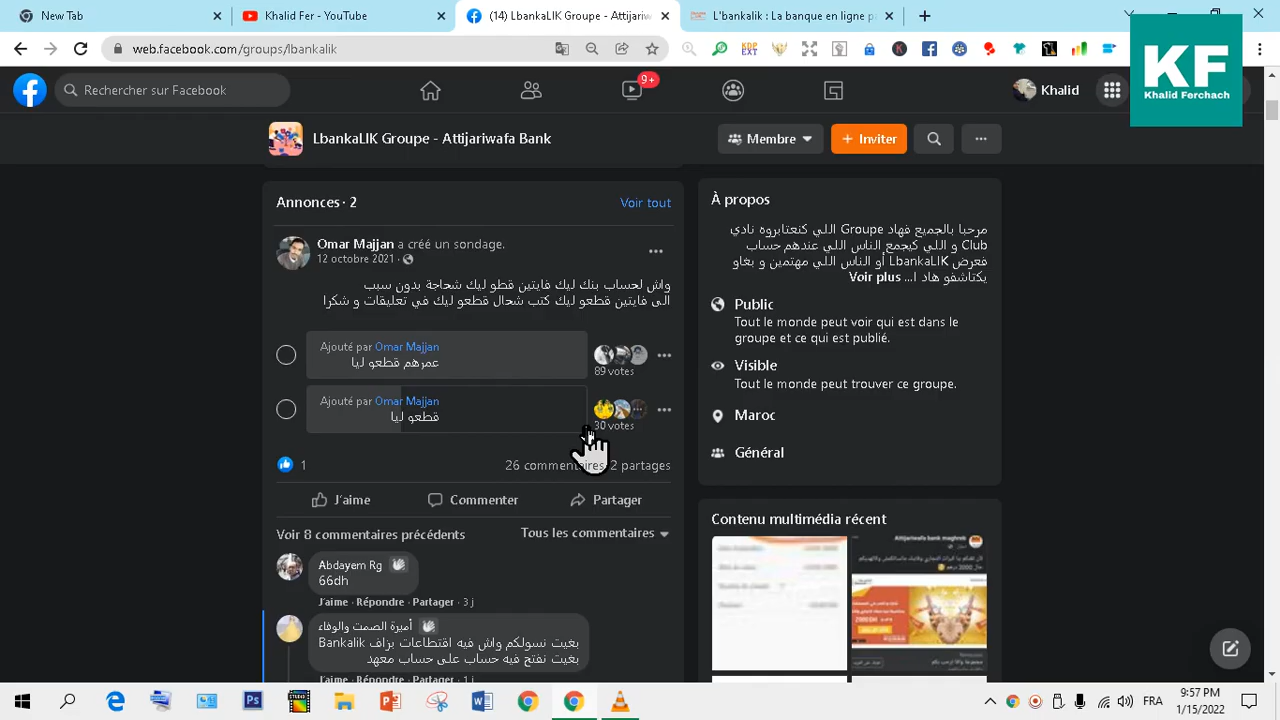 New Tab
Khalid Fer - YouTube
(14) LbankaLIK Groupe - Attijariwa
L'bankalik : La banque en ligne p
web.facebook.com/groups/lbankalik
KF
Khalid Ferchach
Rechercher sur Facebook
9+
Khalid
LbankaLIK Groupe - Attijariwafa Bank
Membre
+ Inviter
Annonces · 2
Voir tout
Omar Majjan a créé un sondage.
12 octobre 2021 ·
واش لحساب بنك ليك فايتين قطو ليك شحاجة بدون سبب
الى فايتين قطعو ليك كتب شحال قطعو ليك في تعليقات و شكرا
Ajouté par Omar Majjan
عمرهم قطعو ليا
89 votes
Ajouté par Omar Majjan
قطعو ليا
30 votes
1
26 commentaires 2 partages
J'aime
Commenter
Partager
Voir 8 commentaires précédents
Tous les commentaires
Adayen Rg
66dh
J'aime · Répondre · Partager · 3 j
أميرة الصمت والوفاء
بغيت نسولكم واش فيه اقتطاعات براف Bankalik
بغيت نفتح فيه حساب على حساب معو
J'aime · Répondre · Partager · 1 j
À propos
مرحبا بالجميع فهاد Groupe اللي كنعتابروه نادي
Club و اللي كيجمع الناس اللي عندهم حساب
فعرض LbankaLIK أو الناس اللي مهتمين و بغاو
يكتاشفو هاد ا... Voir plus
Public
Tout le monde peut voir qui est dans le
groupe et ce qui est publié.
Visible
Tout le monde peut trouver ce groupe.
Maroc
Général
Contenu multimédia récent
Attijariwafa bank maghreb
FRA
9:57 PM
1/15/2022